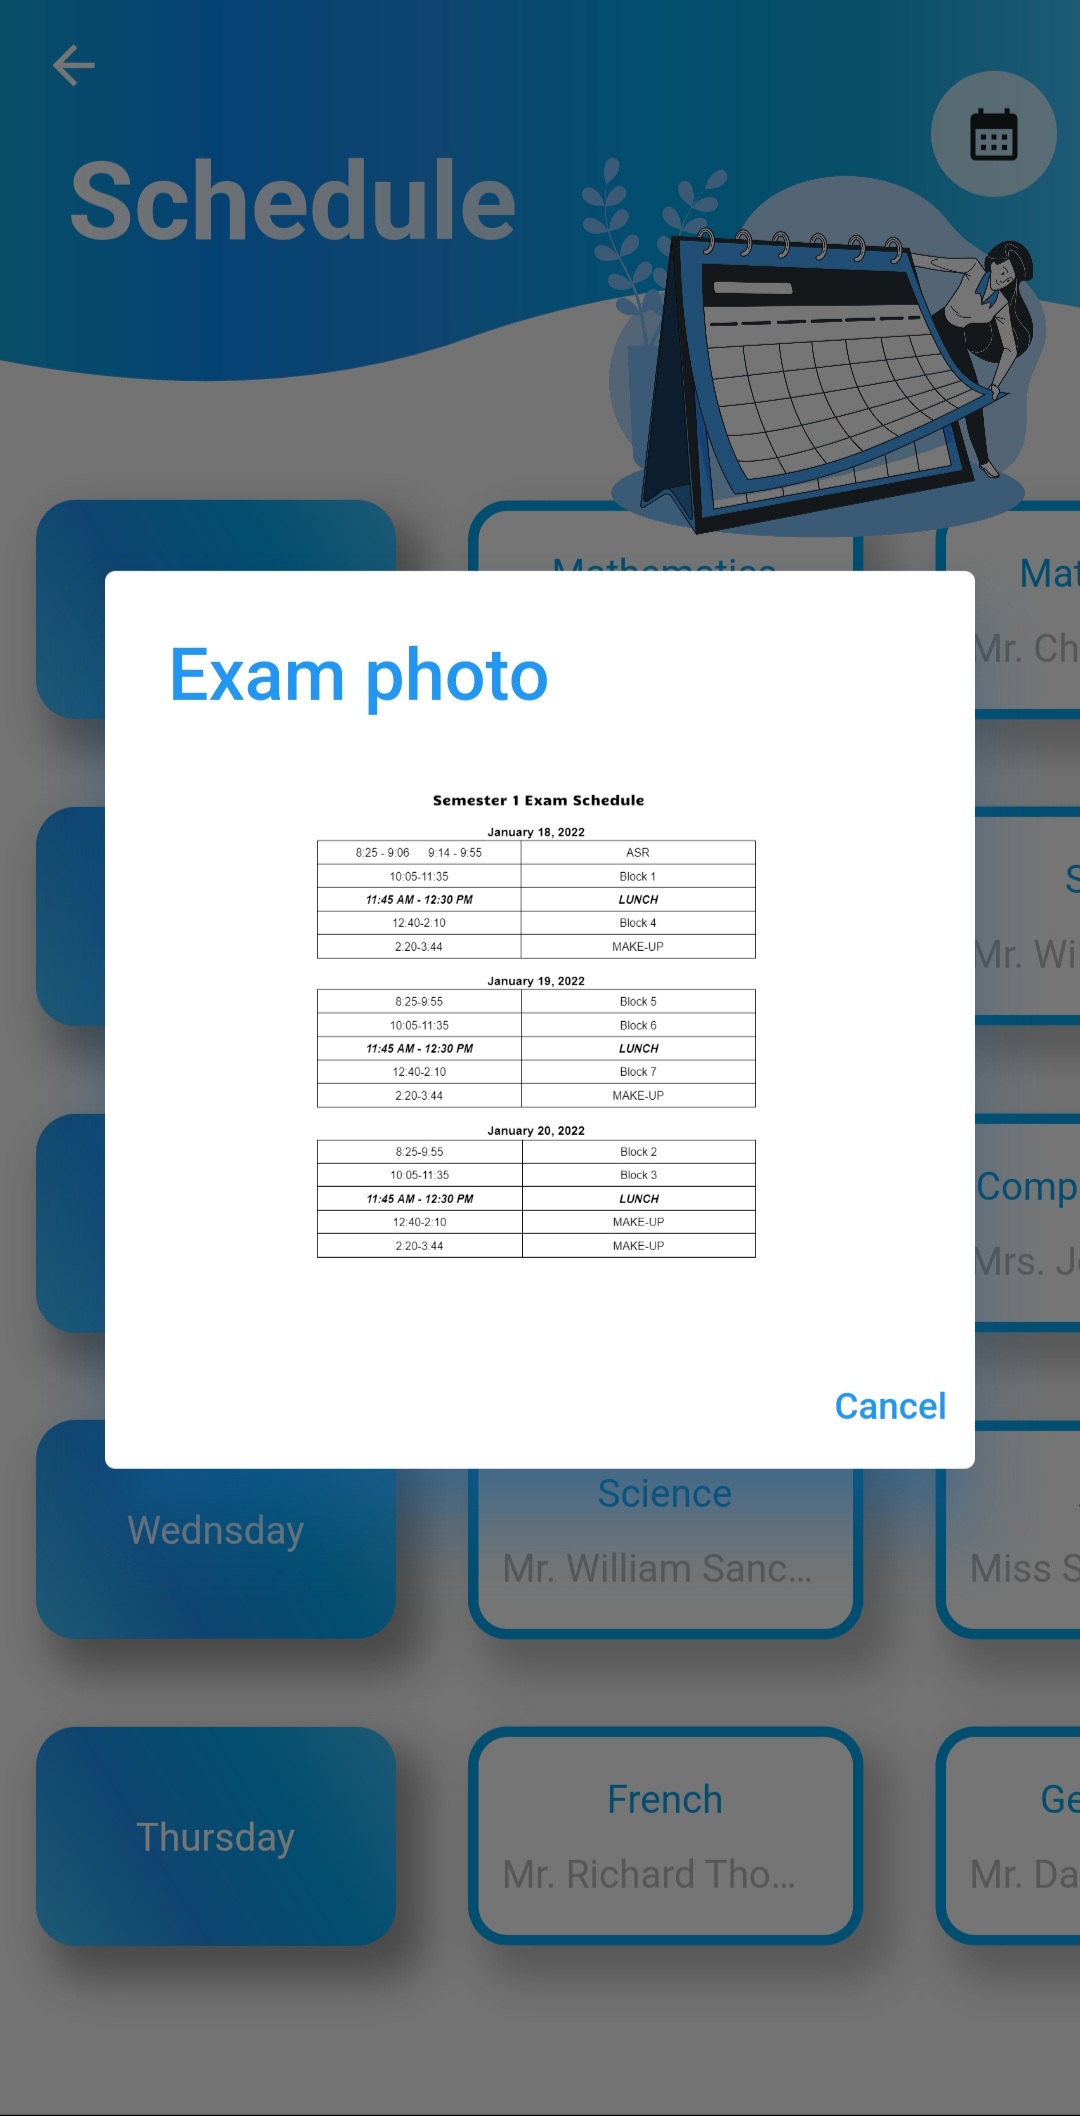 Schedule
Mathematics
Mat
Mr. Ch
Exam photo
Semester 1 Exam Schedule
January 18, 2022
8:25 - 9:06 9:14 - 9:55 ASR
10:05-11:35 Block 1
11:45 AM - 12:30 PM LUNCH
12:40-2:10 Block 4
2:20-3:44 MAKE-UP
January 19, 2022
8:25-9:55 Block 5
10:05-11:35 Block 6
11:45 AM - 12:30 PM LUNCH
12:40-2:10 Block 7
2:20-3:44 MAKE-UP
January 20, 2022
8:25-9:55 Block 2
10:05-11:35 Block 3
11:45 AM - 12:30 PM LUNCH
12:40-2:10 MAKE-UP
2:20-3:44 MAKE-UP
S
Mr. Wi
Comp
Mrs. J
Cancel
Wednsday
Science
Mr. William Sanc...
Miss S
Thursday
French
Mr. Richard Tho...
Ge
Mr. Da